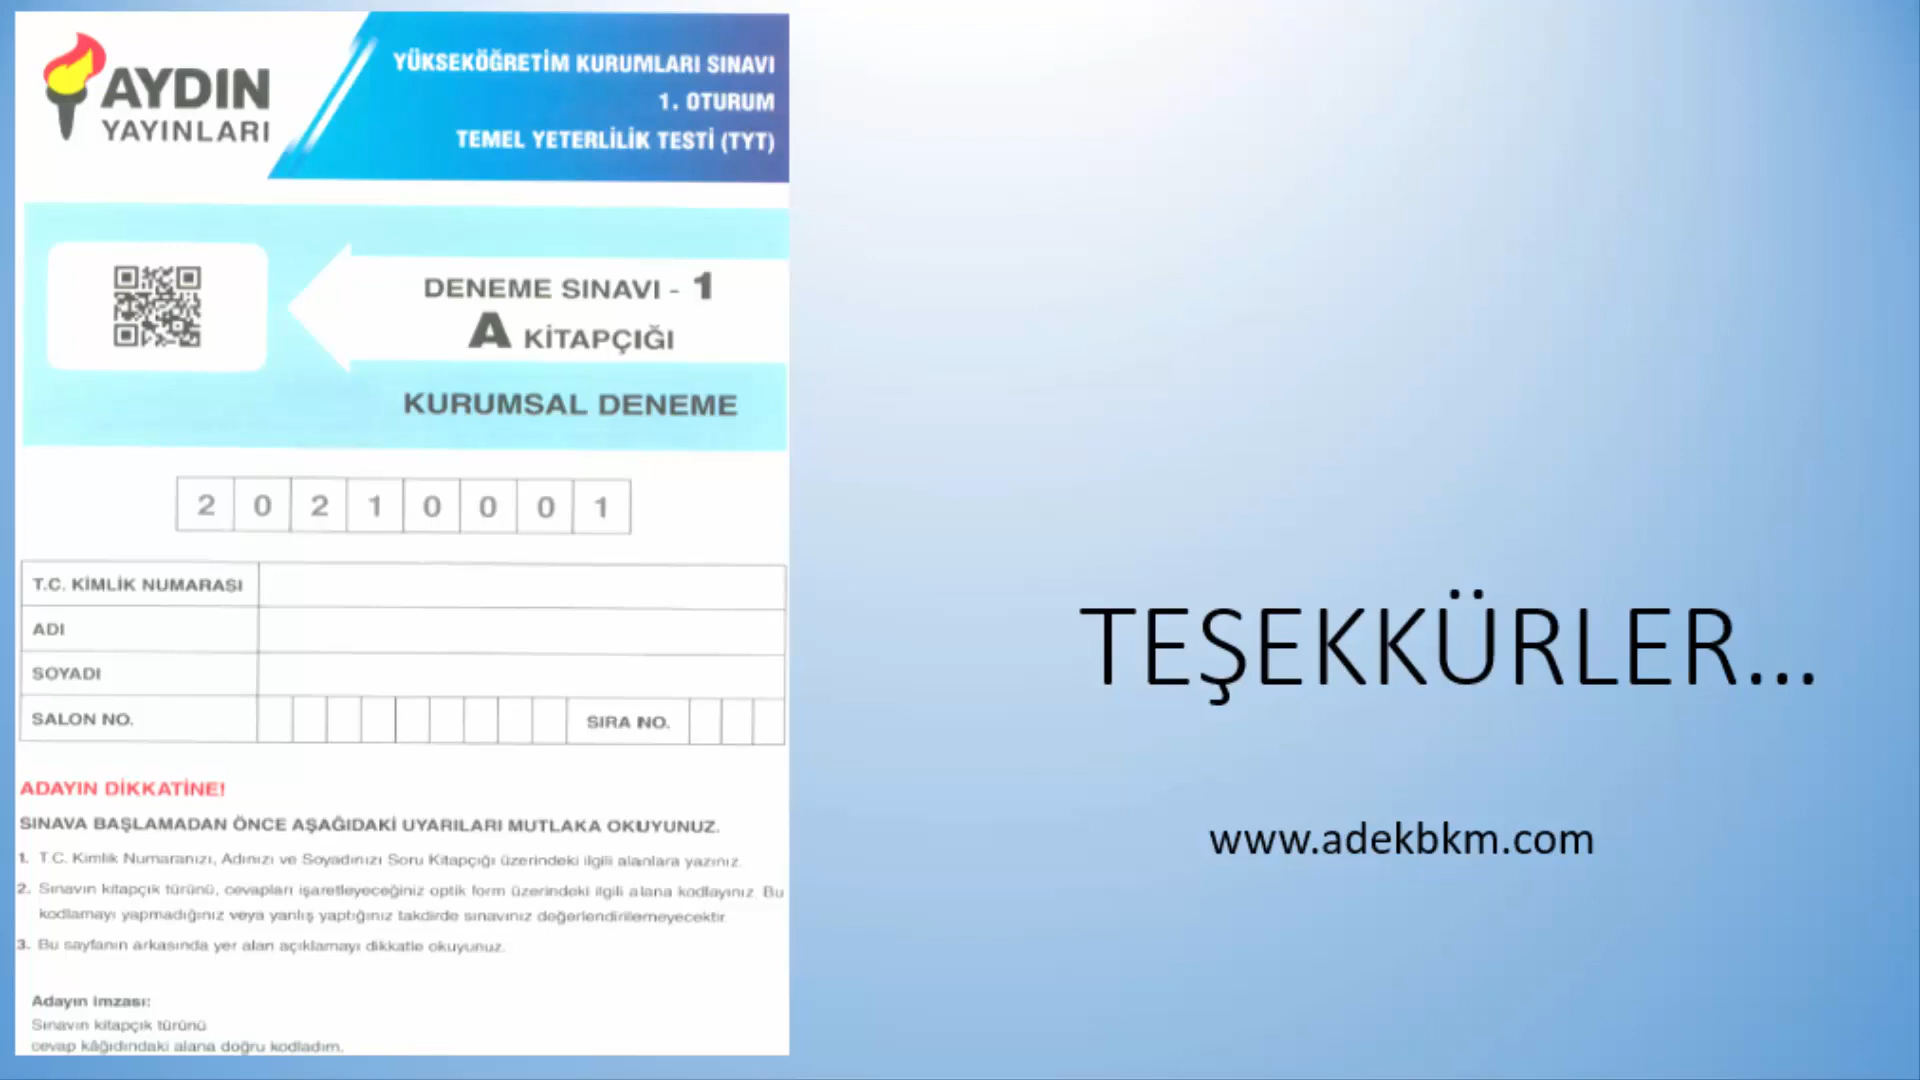 AYDIN
YAYINLARI
YÜKSEKÖĞRETİM KURUMLARI SINAVI
1. OTURUM
TEMEL YETERLİLİK TESTİ (TYT)
DENEME SINAVI - 1
A KİTAPÇIĞI
KURUMSAL DENEME
2 0 2 1 0 0 0 1
T.C. KİMLİK NUMARASI
ADI
SOYADI
SALON NO. SIRA NO.
ADAYIN DİKKATİNE!
SINAVA BAŞLAMADAN ÖNCE AŞAĞIDAKİ UYARILARI MUTLAKA OKUYUNUZ.
1. T.C. Kimlik Numaranızı, Adınızı ve Soyadınızı Soru Kitapçığı üzerindeki ilgili alanlara yazınız.
2. Sınavın kitapçık türünü, cevapları işaretleyeceğiniz optik form üzerindeki ilgili alana kodlayınız. Bu
kodlamayı yapmadığınız veya yanlış yaptığınız takdirde sınavınız değerlendirilemeyecektir.
3. Bu sayfanın arkasında yer alan açıklamayı dikkatle okuyunuz.
Adayın imzası:
Sınavın kitapçık türünü
cevap kâğıdındaki alana doğru kodladım.
TEŞEKKÜRLER...
www.adekbkm.com